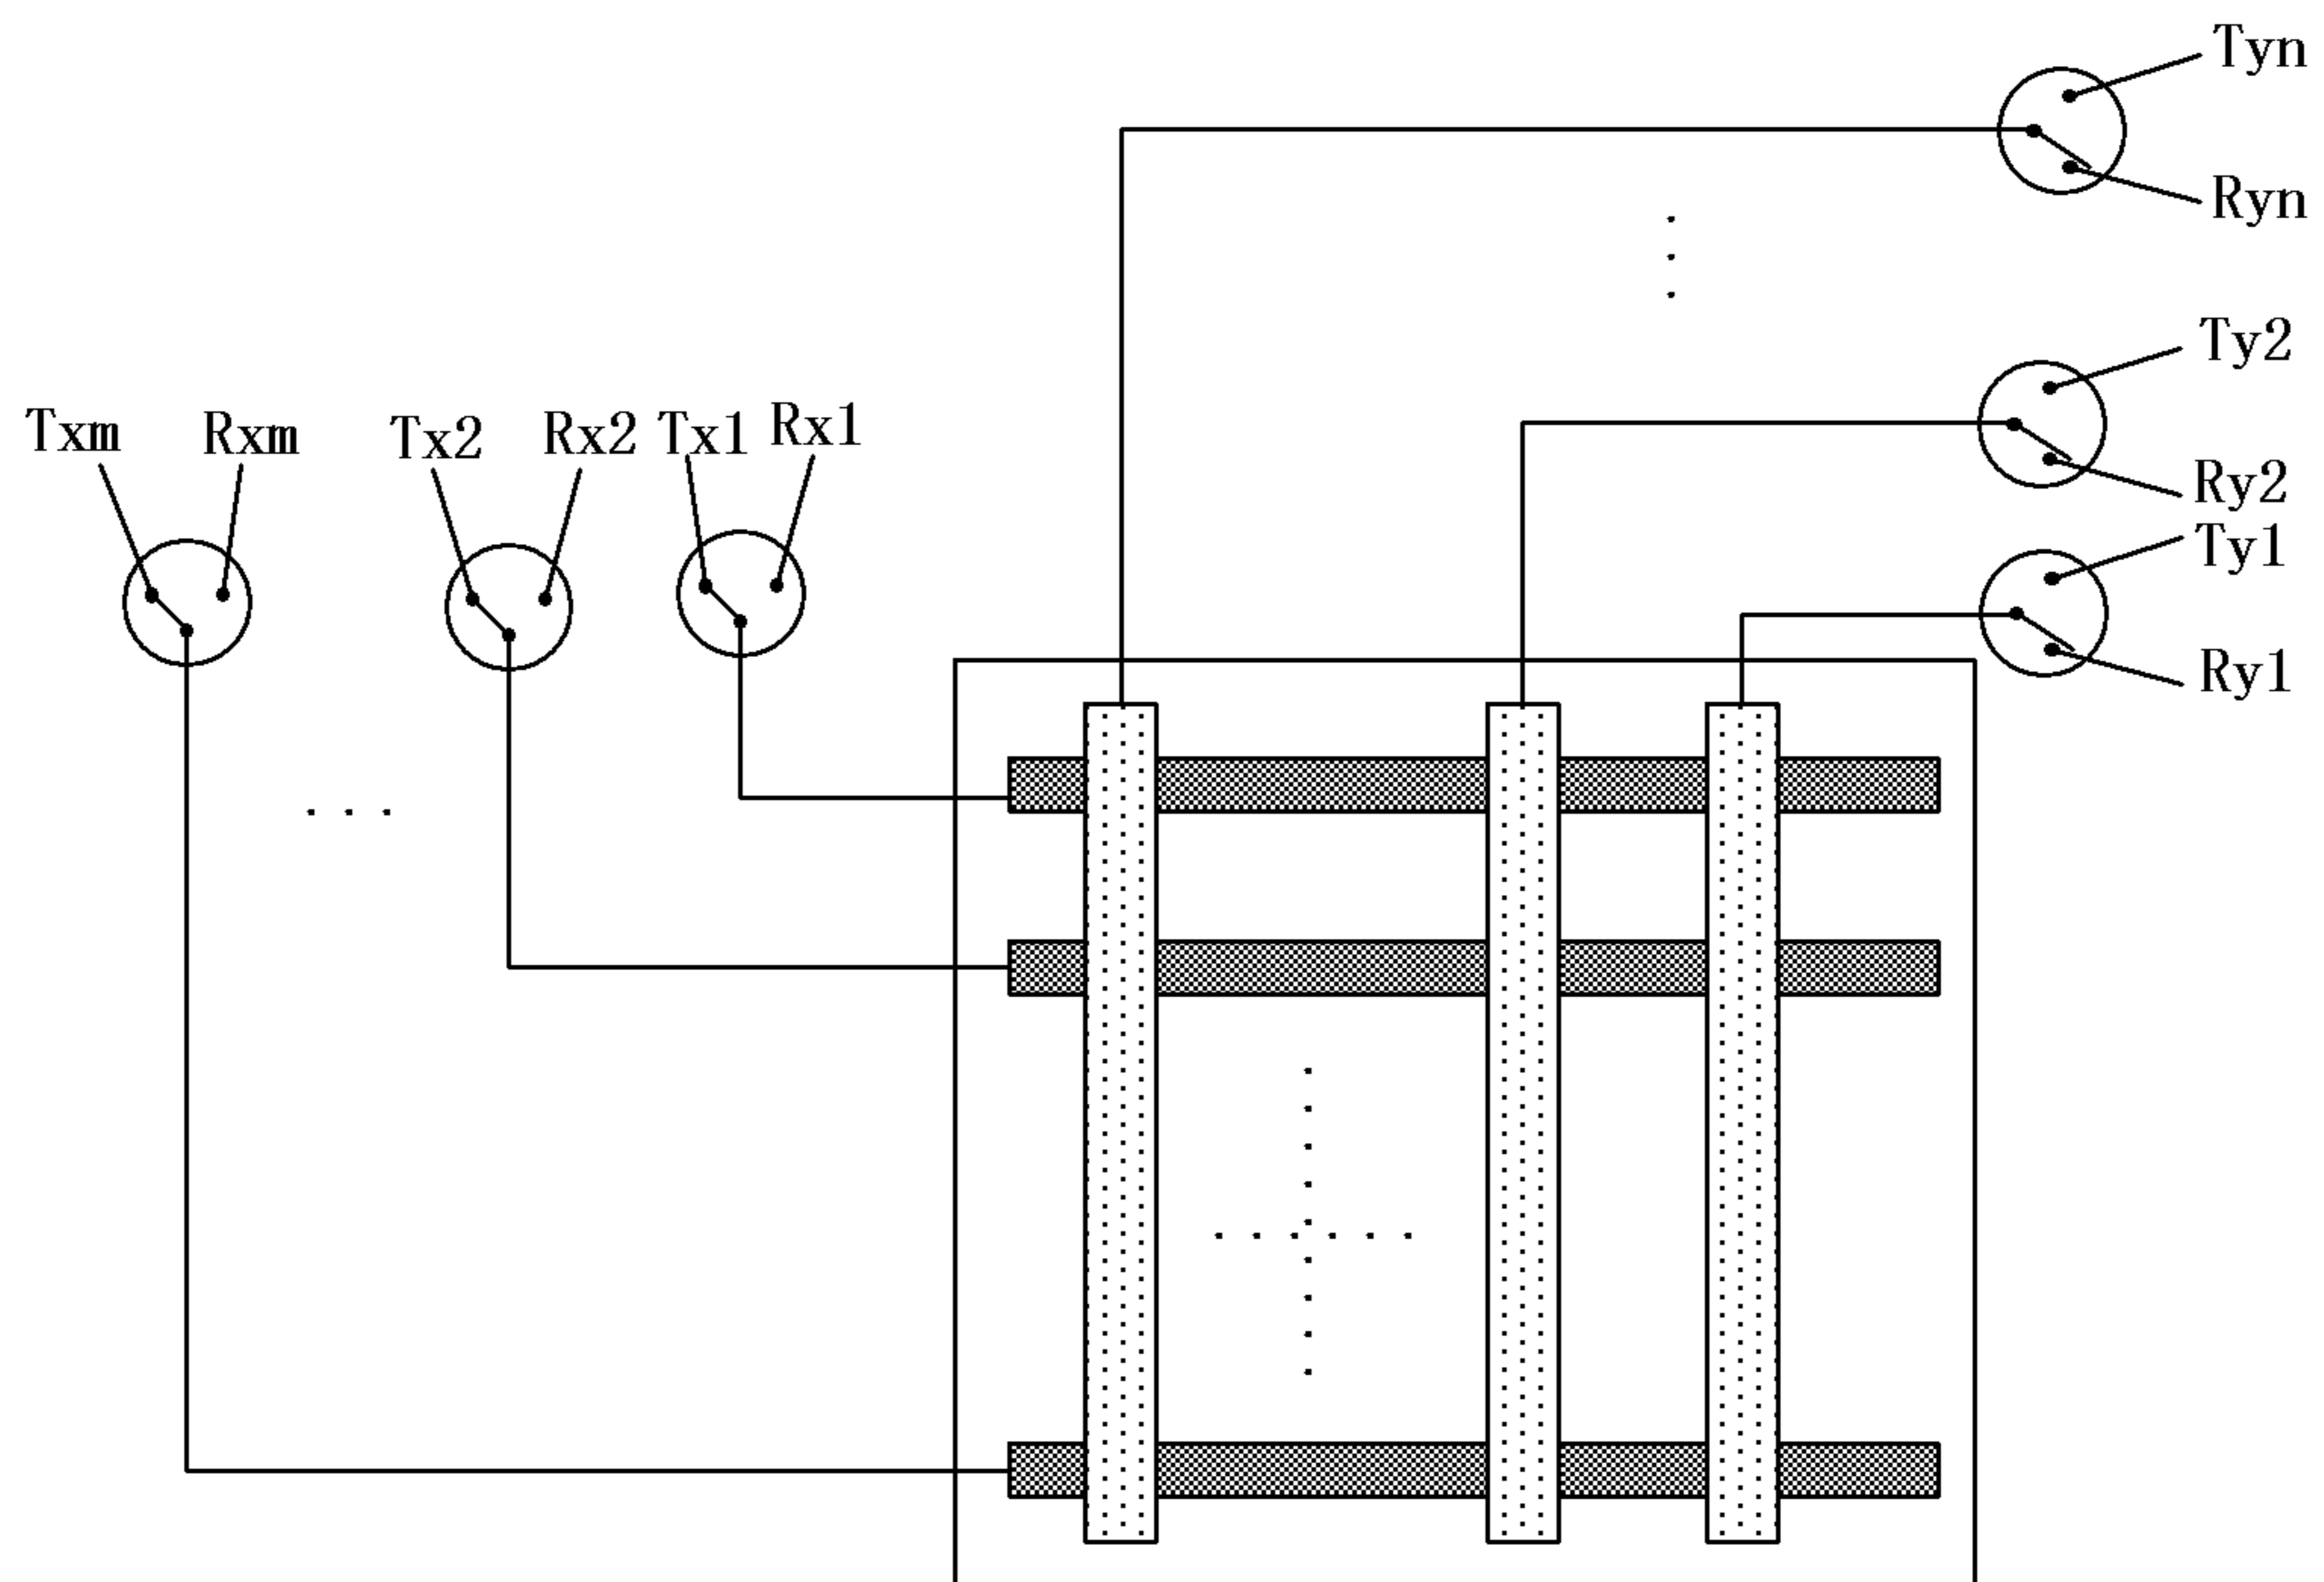 Tyn
Ryn
Ty2
Txm Rxm Tx2 Rx2 Tx1 Rx1
Ry2
Ty1
Ry1